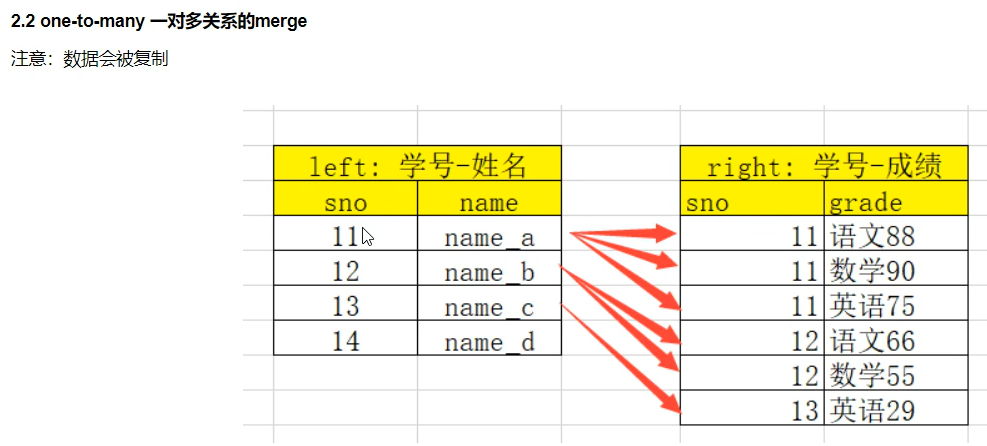 2.2 one-to-many 一对多关系的merge
注意：数据会被复制
left: 学号-姓名
sno name
11 name_a
12 name_b
13 name_c
14 name_d
right: 学号-成绩
sno grade
11 语文88
11 数学90
11 英语75
12 语文66
12 数学55
13 英语29